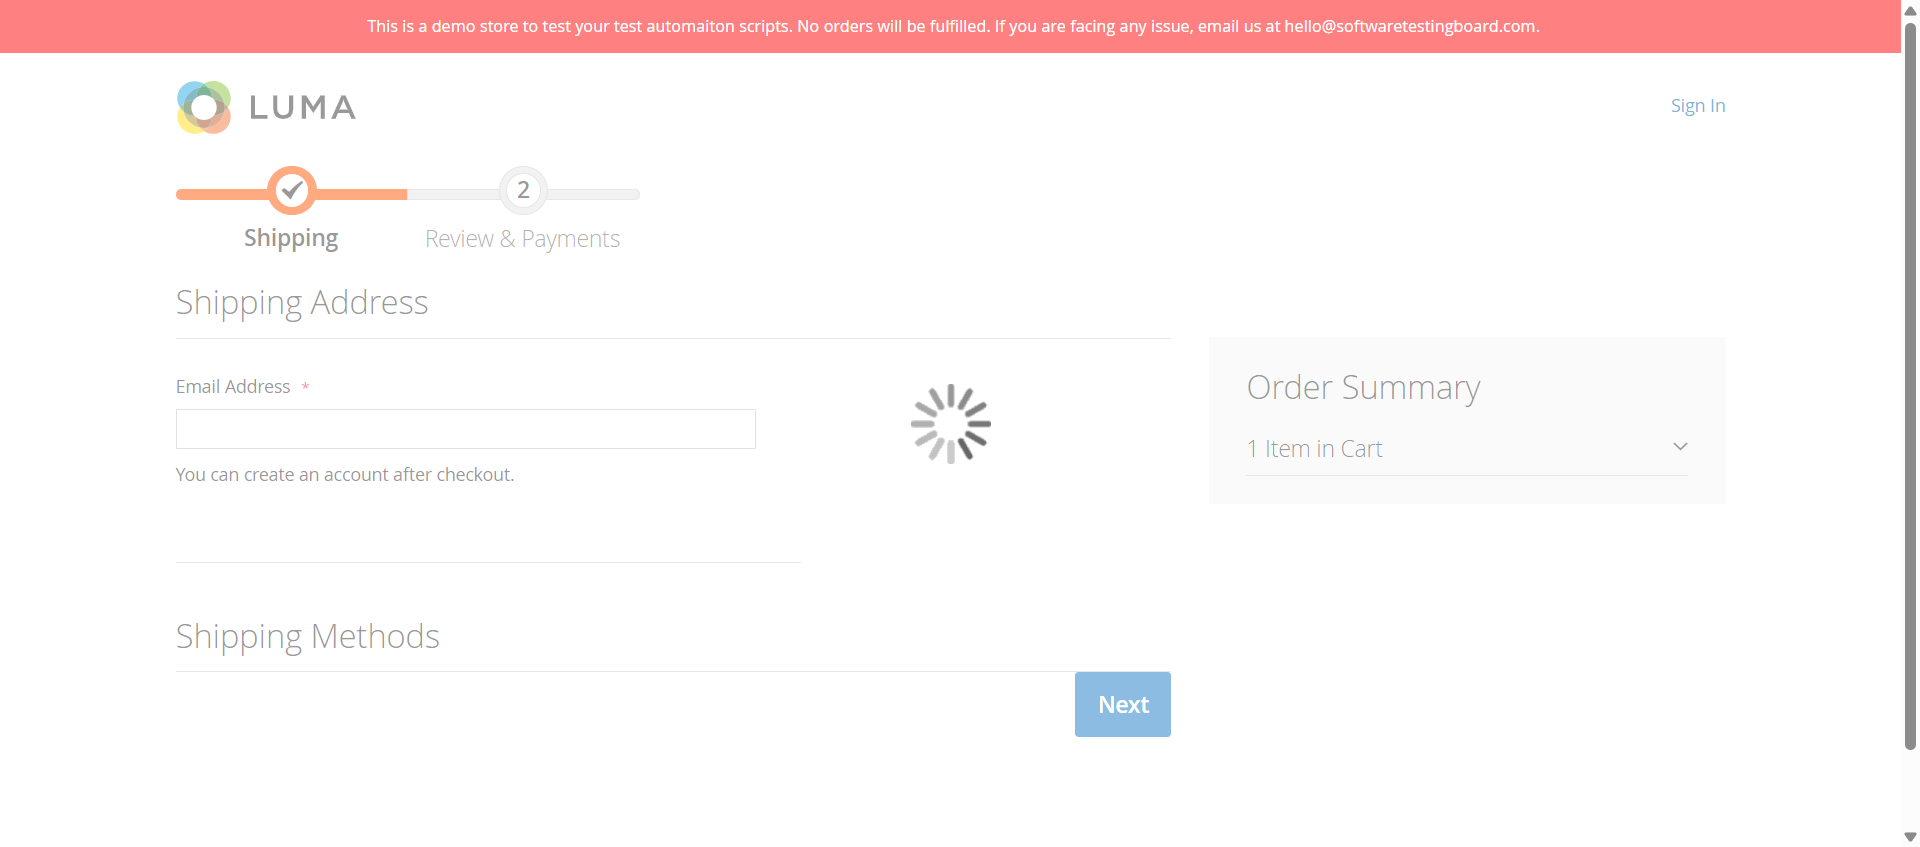 This is a demo store to test your test automaiton scripts. No orders will be fulfilled. If you are facing any issue, email us at hello@softwaretestingboard.com.
LUMA
Sign In
2
Shipping
Review & Payments
Shipping Address
Email Address *
You can create an account after checkout.
Order Summary
1 Item in Cart
Shipping Methods
Next